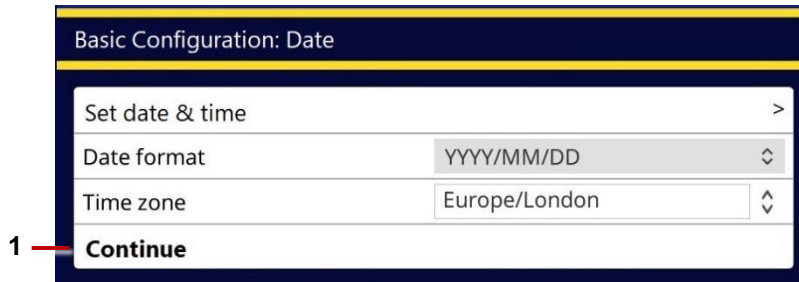 Basic Configuration: Date
Set date & time >
Date format YYYY/MM/DD
Time zone Europe/London
1 Continue